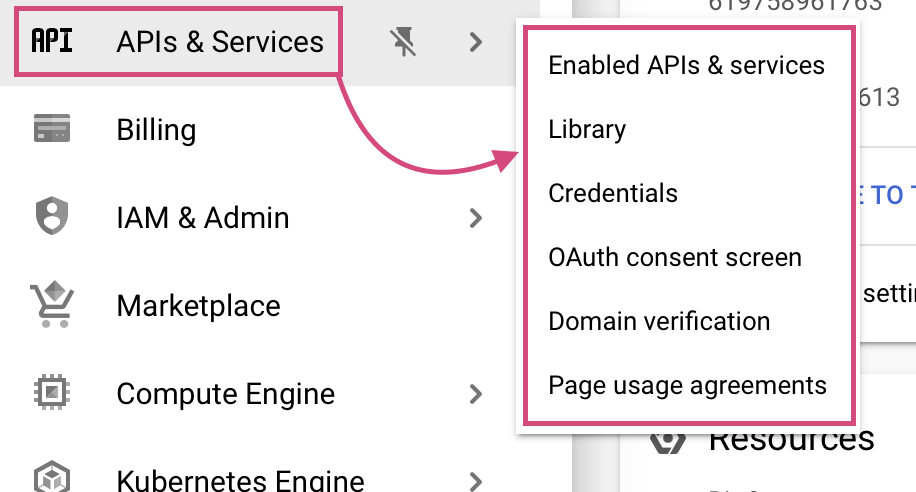 619758961763
API APIs & Services
Enabled APIs & services
613
Billing
Library
Credentials
TO
IAM & Admin
OAuth consent screen
Marketplace
Domain verification
Compute Engine
Page usage agreements
Resources
Kubernetes Engine